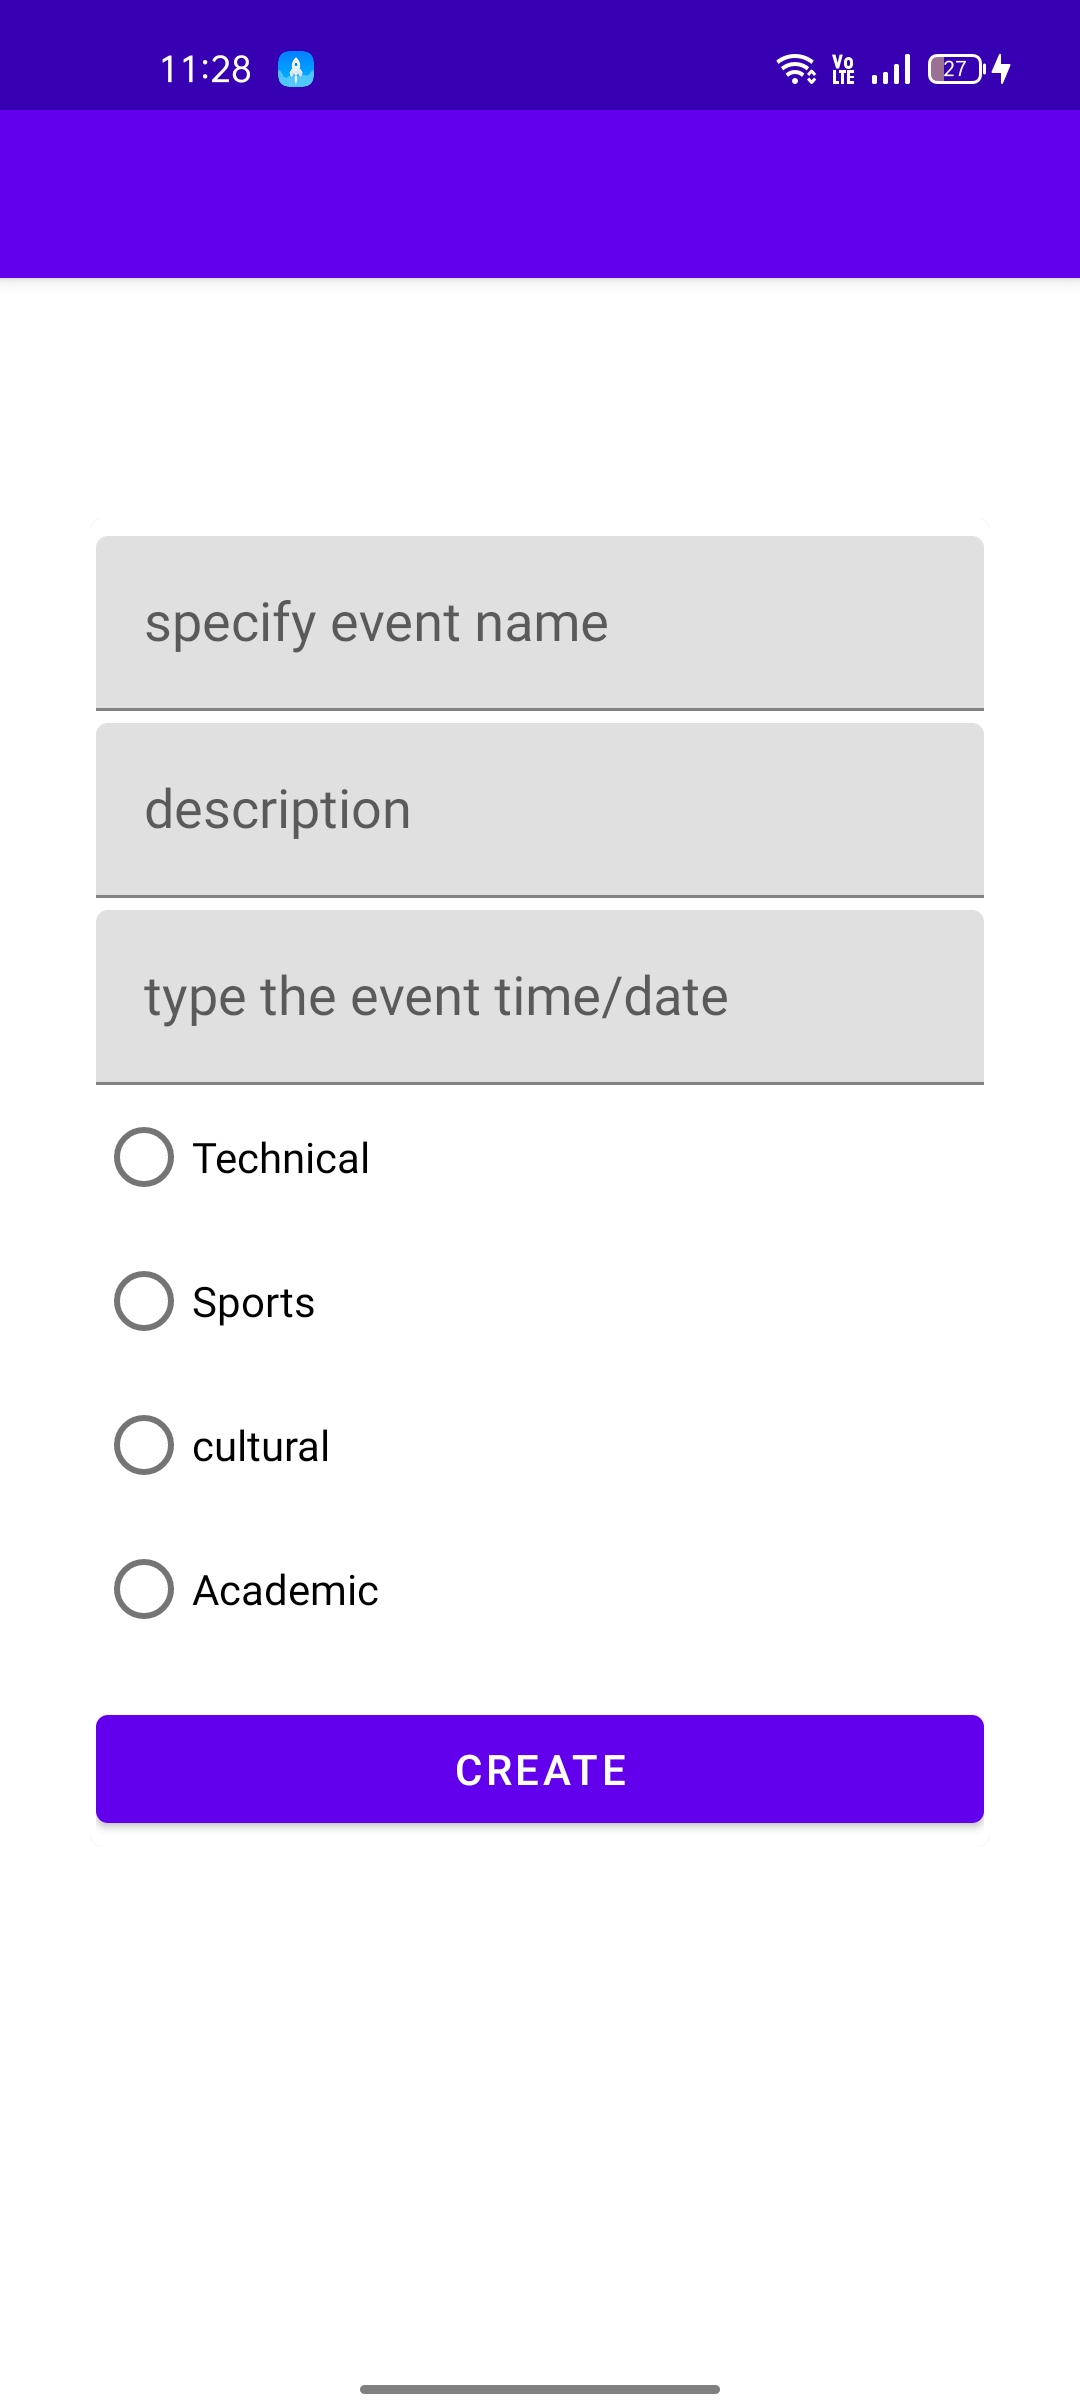 11:28
Vo
LTE
27
specify event name
description
type the event time/date
Technical
Sports
cultural
Academic
CREATE